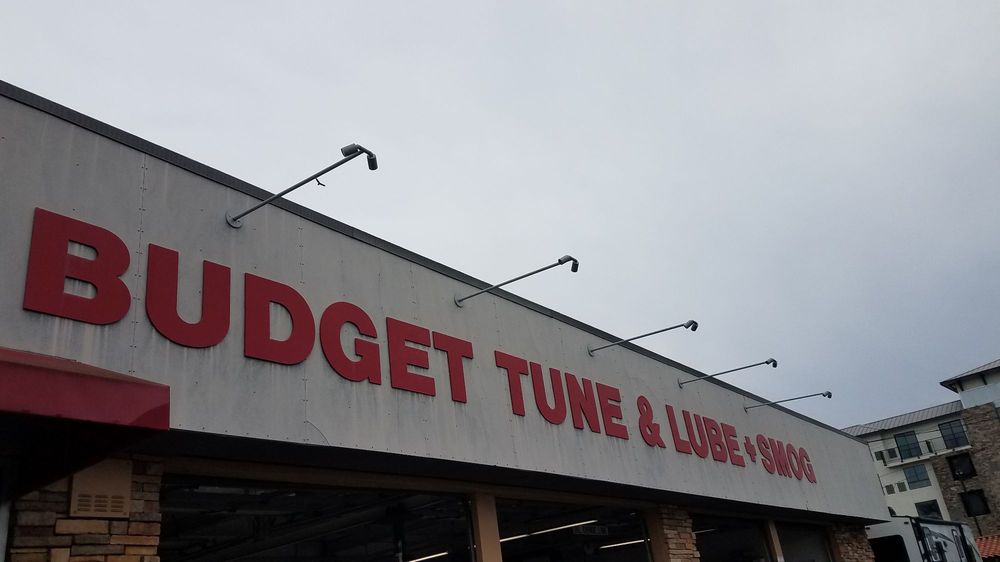 BUDGET TUNE & LUBE + SMOG